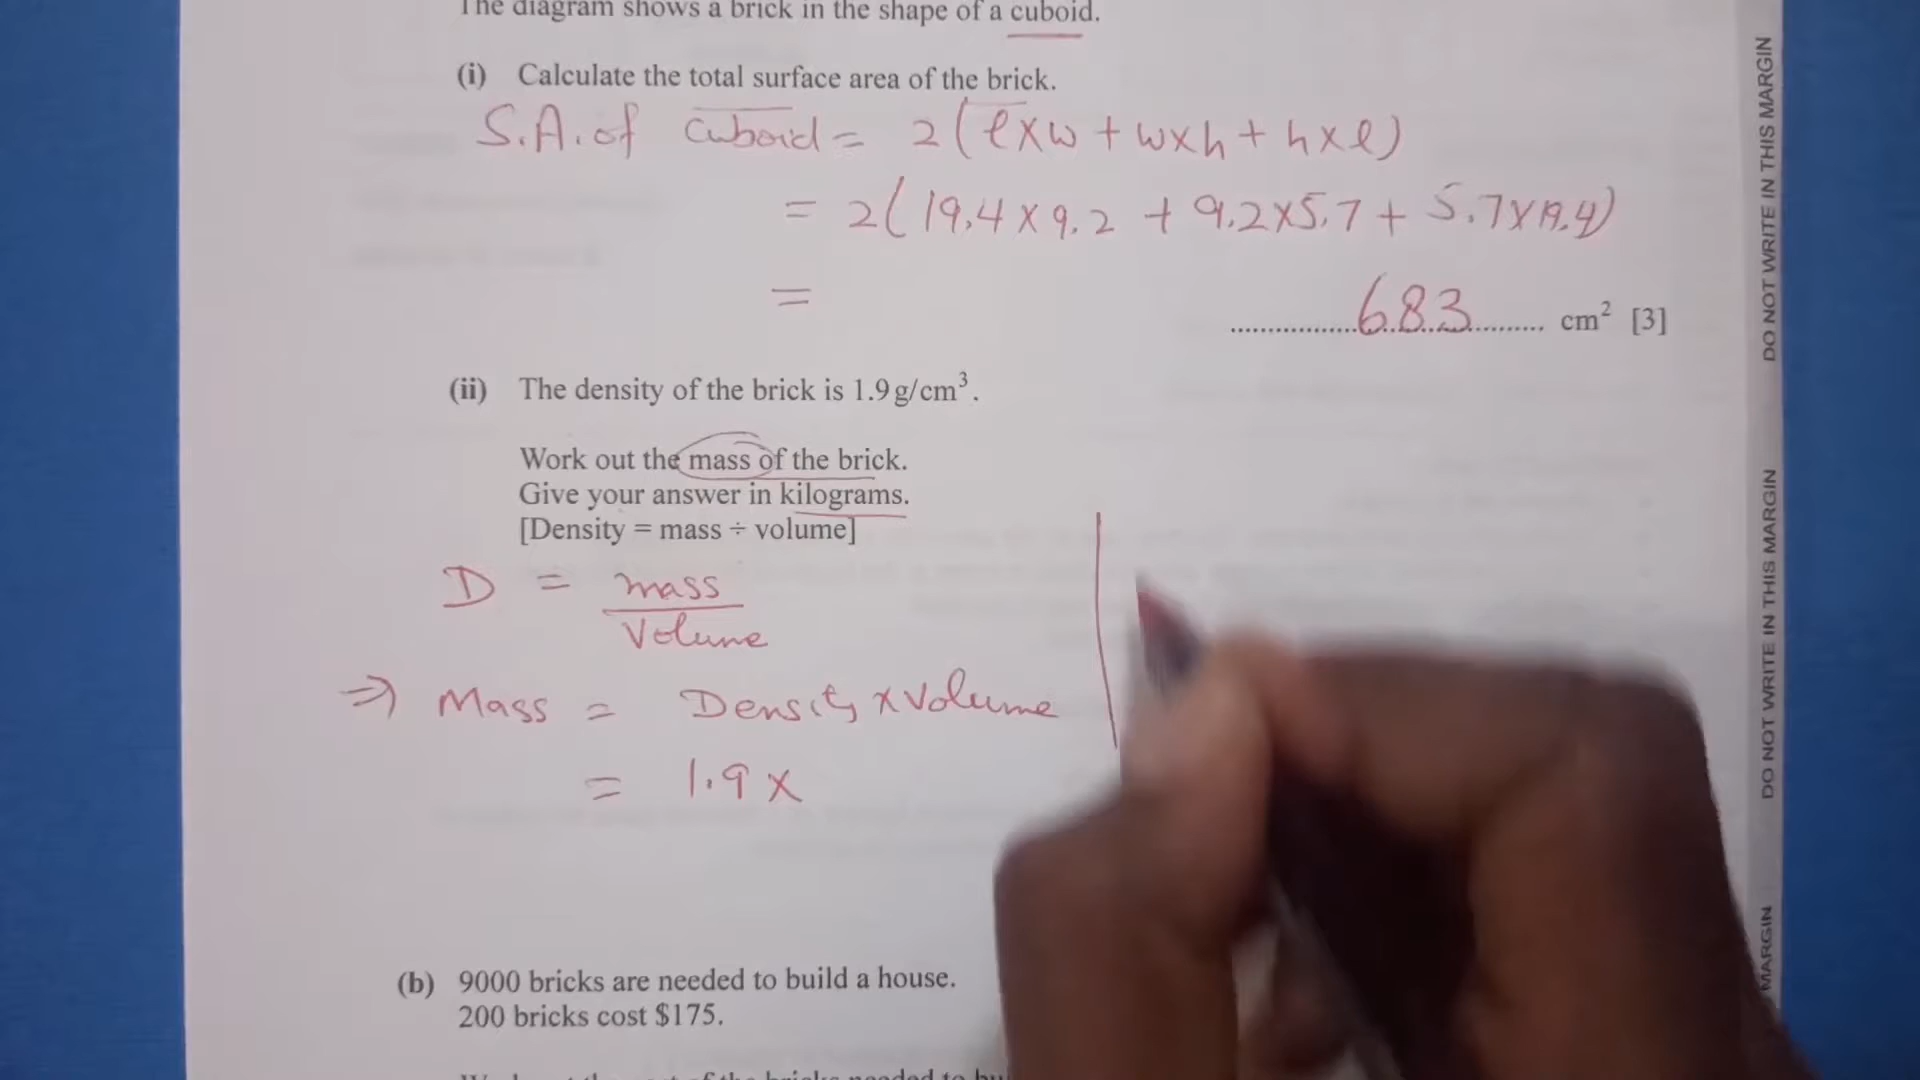 The diagram shows a brick in the shape of a cuboid.
(i) Calculate the total surface area of the brick.
S.A. of cuboid = 2(l×w + w×h + h×l)
= 2(19.4×9.2 + 9.2×5.7 + 5.7×19.4)
=
683 cm² [3]
(ii) The density of the brick is 1.9 g/cm³.
Work out the mass of the brick.
Give your answer in kilograms.
[Density = mass ÷ volume]
D = mass
Volume
⇒ Mass = Density × Volume
= 1.9 ×
(b) 9000 bricks are needed to build a house.
200 bricks cost $175.
DO NOT WRITE IN THIS MARGIN
DO NOT WRITE IN THIS MARGIN
MARGIN